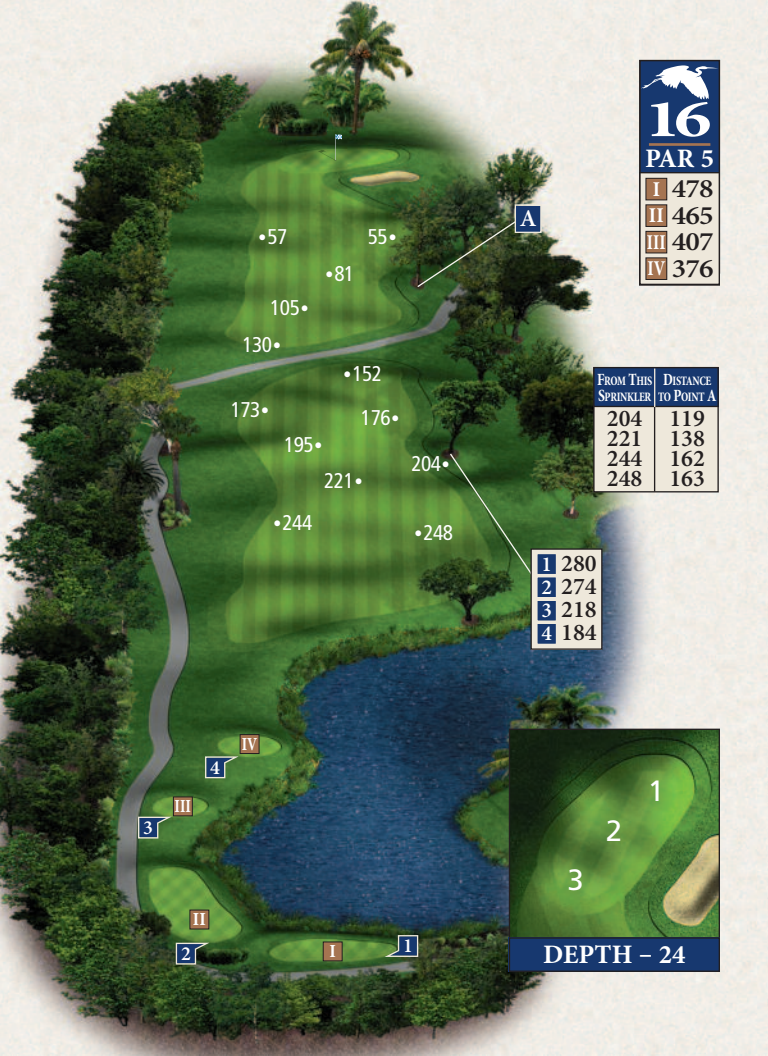 16
PAR 5
I 478
II 465
III 407
IV 376
A
57
55
81
105
130
152
173
176
195
204
221
244
248
FROM THIS SPRINKLER DISTANCE TO POINT A
204 119
221 138
244 162
248 163
1 280
2 274
3 218
4 184
IV
4
III
3
II
2
I
1
1
2
3
DEPTH – 24